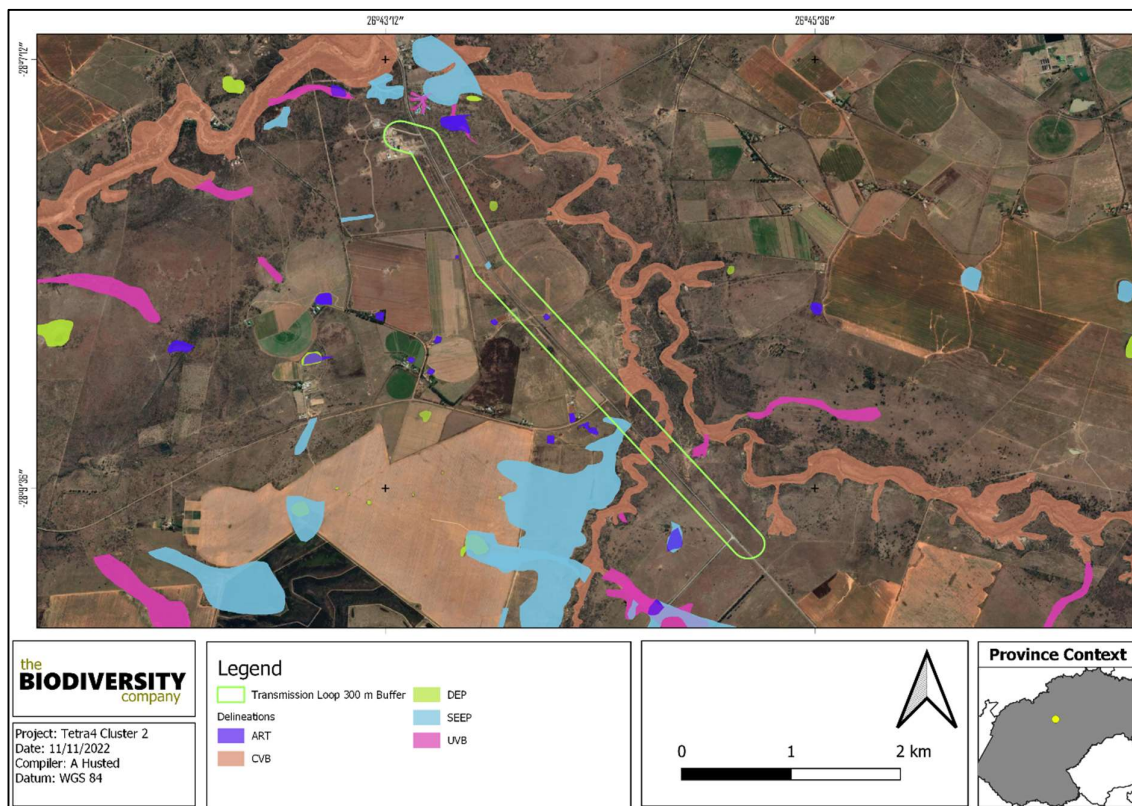 26°43′12″
26°45′36″
-28°7′12″
-28°9′36″
the
BIODIVERSITY
company
Project: Tetra4 Cluster 2
Date: 11/11/2022
Compiler: A Husted
Datum: WGS 84
Legend
Transmission Loop 300 m Buffer
Delineations
ART
CVB
DEP
SEEP
UVB
0 1 2 km
Province Context